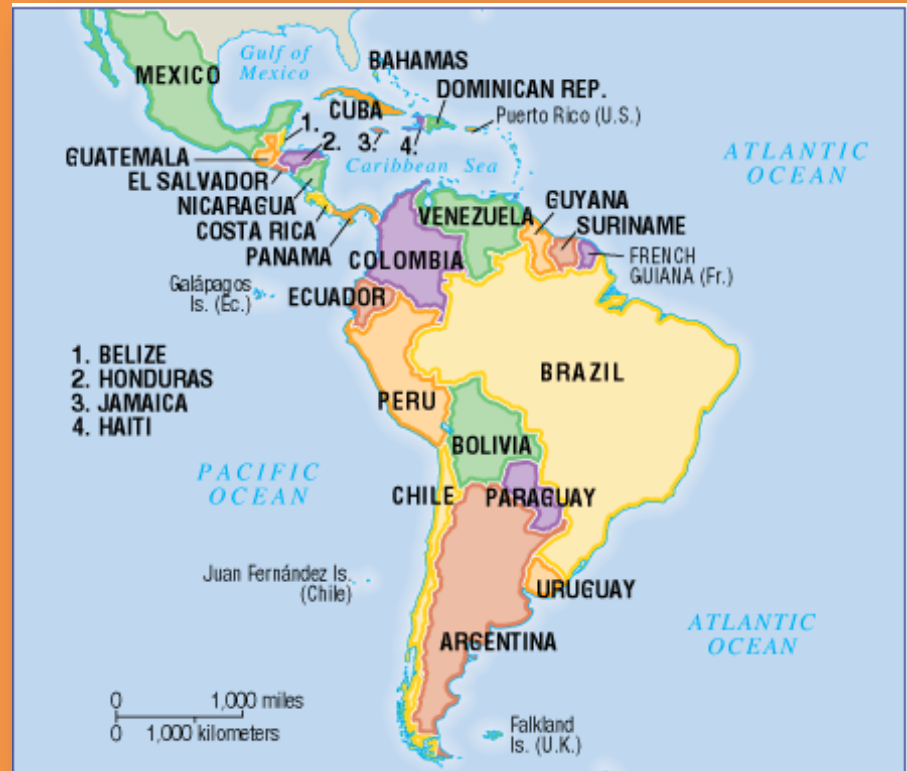 Gulf of
Mexico
BAHAMAS
MEXICO
DOMINICAN REP.
CUBA
Puerto Rico (U.S.)
1.
2.
3.
4.
GUATEMALA
Caribbean Sea
ATLANTIC
OCEAN
EL SALVADOR
NICARAGUA
COSTA RICA
PANAMA
VENEZUELA
GUYANA
SURINAME
COLOMBIA
FRENCH
GUIANA (Fr.)
Galápagos
Is. (Ec.)
ECUADOR
1. BELIZE
2. HONDURAS
3. JAMAICA
4. HAITI
BRAZIL
PERU
BOLIVIA
PACIFIC
OCEAN
CHILE
PARAGUAY
Juan Fernández Is.
(Chile)
URUGUAY
ATLANTIC
OCEAN
ARGENTINA
0 1,000 miles
0 1,000 kilometers
Falkland
Is. (U.K.)